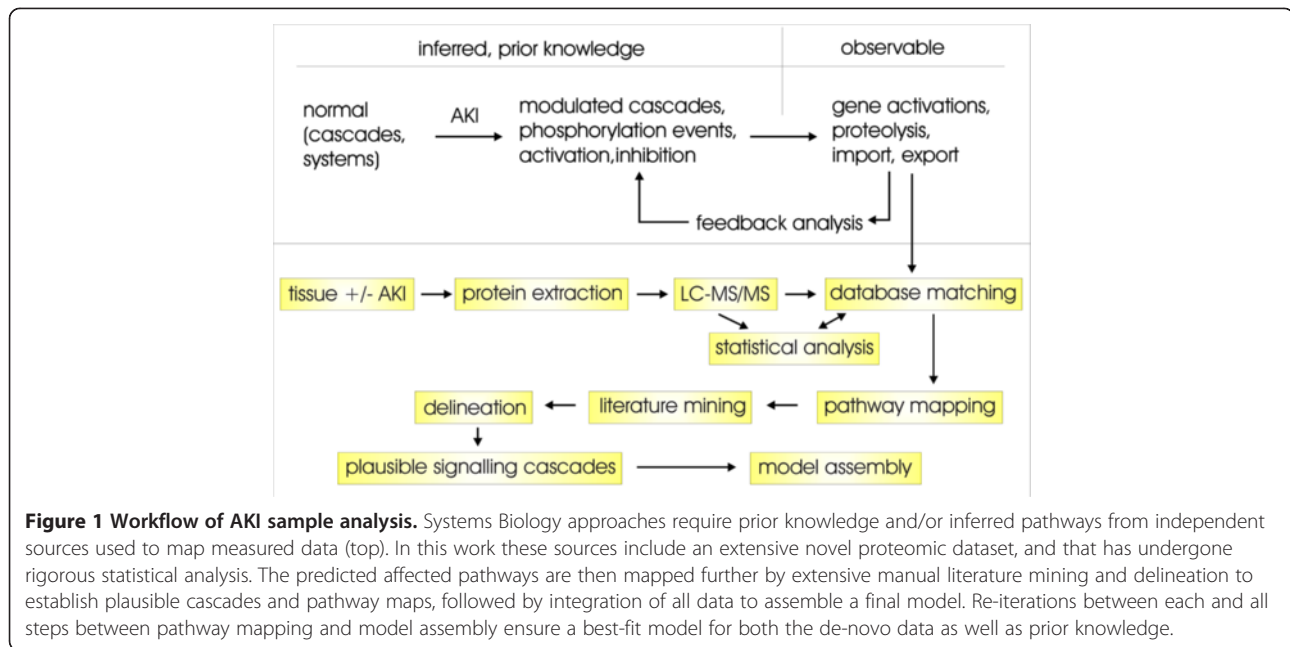 inferred, prior knowledge
observable
normal
(cascades,
systems)
AKI
modulated cascades,
phosphorylation events,
activation,inhibition
gene activations,
proteolysis,
import, export
feedback analysis
tissue +/- AKI
protein extraction
LC-MS/MS
database matching
statistical analysis
delineation
literature mining
pathway mapping
plausible signalling cascades
model assembly
Figure 1 Workflow of AKI sample analysis. Systems Biology approaches require prior knowledge and/or inferred pathways from independent
sources used to map measured data (top). In this work these sources include an extensive novel proteomic dataset, and that has undergone
rigorous statistical analysis. The predicted affected pathways are then mapped further by extensive manual literature mining and delineation to
establish plausible cascades and pathway maps, followed by integration of all data to assemble a final model. Re-iterations between each and all
steps between pathway mapping and model assembly ensure a best-fit model for both the de-novo data as well as prior knowledge.